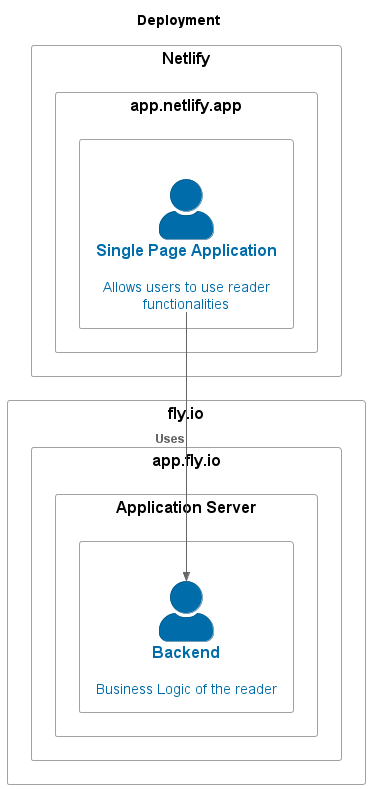 Deployment
Netlify
app.netlify.app
Single Page Application
Allows users to use reader
functionalities
fly.io
Uses
app.fly.io
Application Server
Backend
Business Logic of the reader